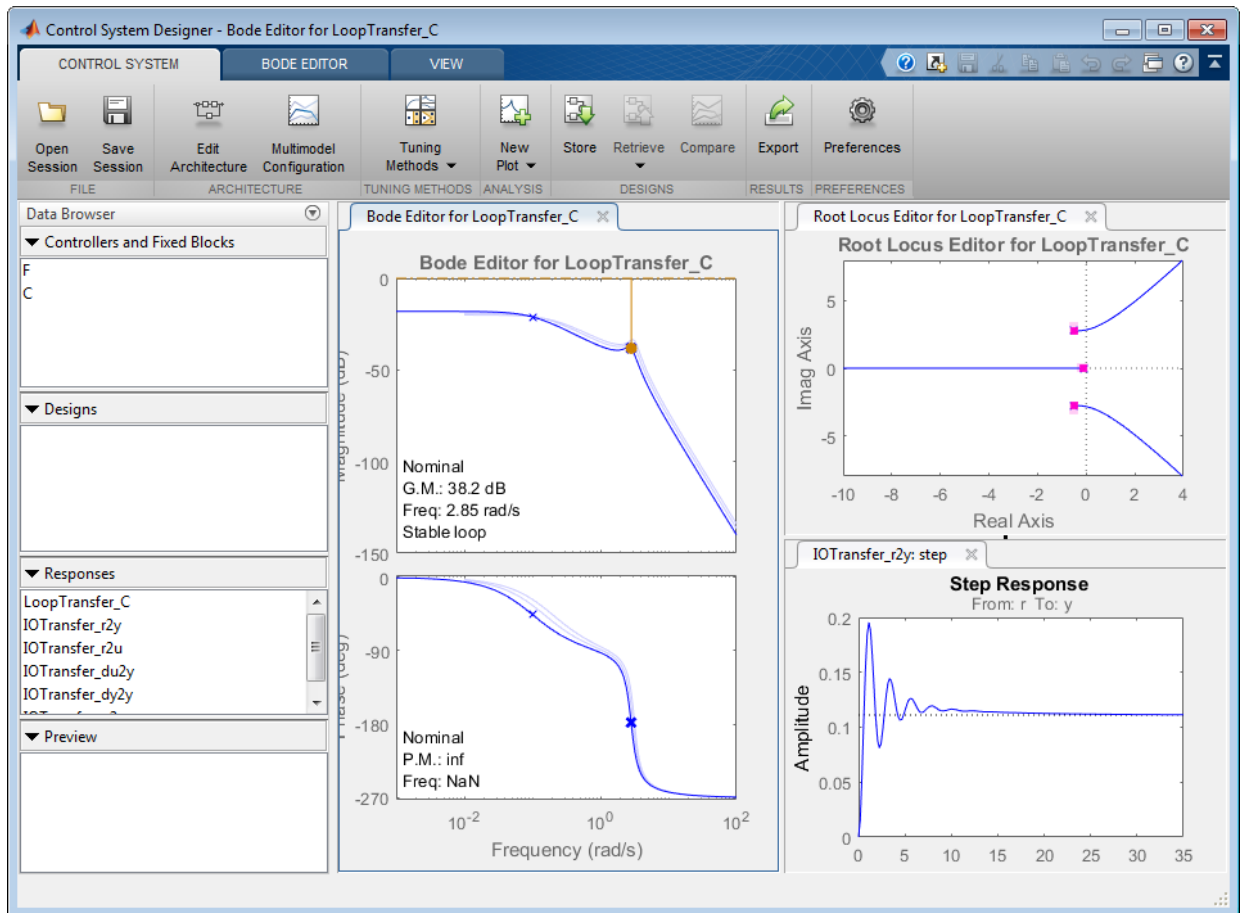 Control System Designer - Bode Editor for LoopTransfer_C
CONTROL SYSTEM
BODE EDITOR
VIEW
Open Session
Save Session
Edit Architecture
Multimodel Configuration
Tuning Methods
New Plot
Store
Retrieve
Compare
Export
Preferences
FILE
ARCHITECTURE
TUNING METHODS
ANALYSIS
DESIGNS
RESULTS
PREFERENCES
Data Browser
Controllers and Fixed Blocks
F
C
Designs
Responses
LoopTransfer_C
IOTransfer_r2y
IOTransfer_r2u
IOTransfer_du2y
IOTransfer_dy2y
Preview
Bode Editor for LoopTransfer_C
Bode Editor for LoopTransfer_C
0
-50
-100
-150
Magnitude (dB)
Nominal
G.M.: 38.2 dB
Freq: 2.85 rad/s
Stable loop
0
-90
-180
-270
Phase (deg)
Nominal
P.M.: inf
Freq: NaN
10-2
100
102
Frequency (rad/s)
Root Locus Editor for LoopTransfer_C
Root Locus Editor for LoopTransfer_C
5
0
-5
Imag Axis
-10 -8 -6 -4 -2 0 2 4
Real Axis
IOTransfer_r2y: step
Step Response
From: r To: y
0.2
0.15
0.1
0.05
0
Amplitude
0 5 10 15 20 25 30 35